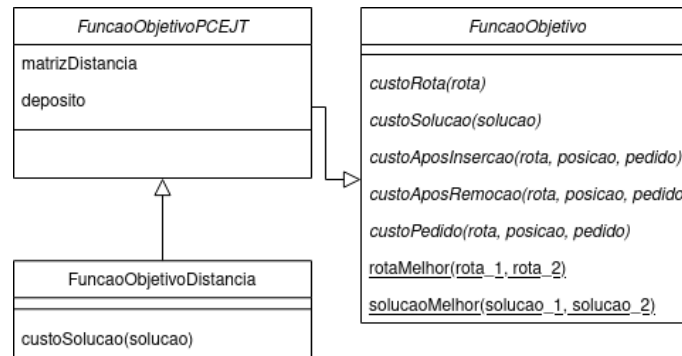 FuncaoObjetivoPCEJT
matrizDistancia
deposito
FuncaoObjetivo
custoRota(rota)
custoSolucao(solucao)
custoAposInsercao(rota, posicao, pedido)
custoAposRemocao(rota, posicao, pedido
custoPedido(rota, posicao, pedido)
rotaMelhor(rota_1, rota_2)
solucaoMelhor(solucao_1, solucao_2)
FuncaoObjetivoDistancia
custoSolucao(solucao)